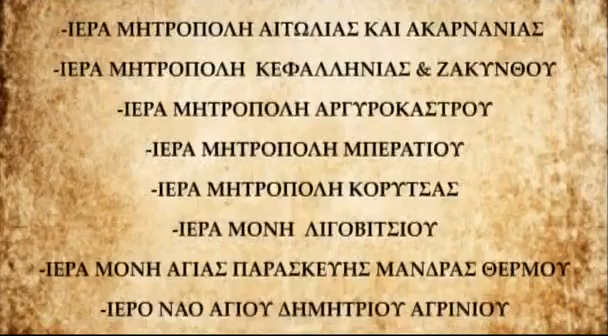 -ΙΕΡΑ ΜΗΤΡΟΠΟΛΗ ΑΙΤΩΛΙΑΣ ΚΑΙ ΑΚΑΡΝΑΝΙΑΣ
-ΙΕΡΑ ΜΗΤΡΟΠΟΛΗ ΚΕΦΑΛΛΗΝΙΑΣ & ΖΑΚΥΝΘΟΥ
-ΙΕΡΑ ΜΗΤΡΟΠΟΛΗ ΑΡΓΥΡΟΚΑΣΤΡΟΥ
-ΙΕΡΑ ΜΗΤΡΟΠΟΛΗ ΜΠΕΡΑΤΙΟΥ
-ΙΕΡΑ ΜΗΤΡΟΠΟΛΗ ΚΟΡΥΤΣΑΣ
-ΙΕΡΑ ΜΟΝΗ ΛΙΓΟΒΙΤΣΙΟΥ
-ΙΕΡΑ ΜΟΝΗ ΑΓΙΑΣ ΠΑΡΑΣΚΕΥΗΣ ΜΑΝΔΡΑΣ ΘΕΡΜΟΥ
-ΙΕΡΟ ΝΑΟ ΑΓΙΟΥ ΔΗΜΗΤΡΙΟΥ ΑΓΡΙΝΙΟΥ